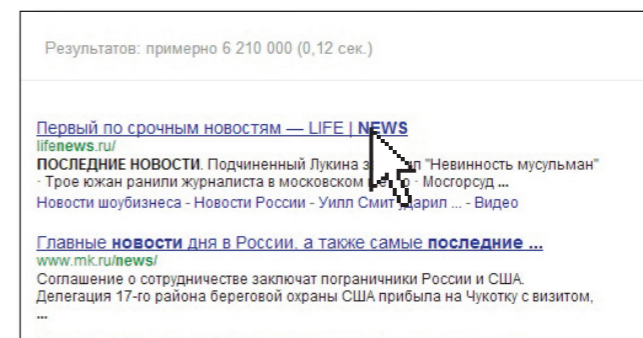 Результатов: примерно 6 210 000 (0,12 сек.)
Первый по срочным новостям — LIFE | NEWS
lifenews.ru/
ПОСЛЕДНИЕ НОВОСТИ. Подчиненный Лукина "Невинность мусульман"
· Трое южан ранили журналиста в московском · Мосгорсуд ...
Новости шоубизнеса - Новости России - Уилл Смит ударил ... - Видео
Главные новости дня в России, а также самые последние ...
www.mk.ru/news/
Соглашение о сотрудничестве заключат пограничники России и США.
Делегация 17-го района береговой охраны США прибыла на Чукотку с визитом,
...